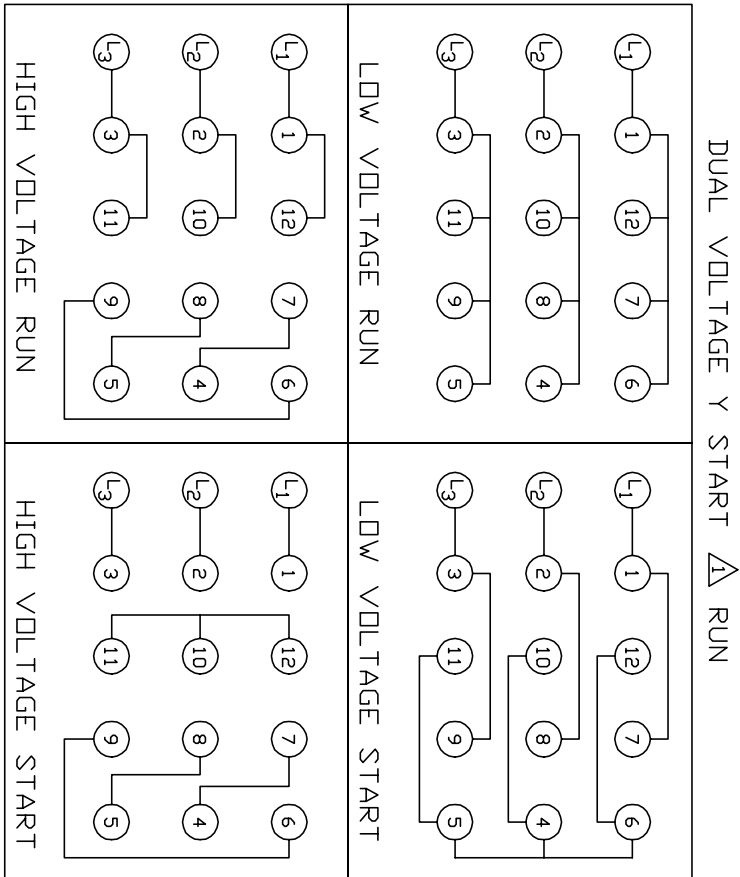 DUAL VOLTAGE Y START 1 RUN
L1 1 12 7 6
L2 2 10 8 4
L3 3 11 9 5
LOW VOLTAGE RUN
L1 1 12 7 6
L2 2 10 8 4
L3 3 11 9 5
LOW VOLTAGE START
L1 1 12 7 6
L2 2 10 8 4
L3 3 11 9 5
HIGH VOLTAGE RUN
L1 1 12 7 6
L2 2 10 8 4
L3 3 11 9 5
HIGH VOLTAGE START